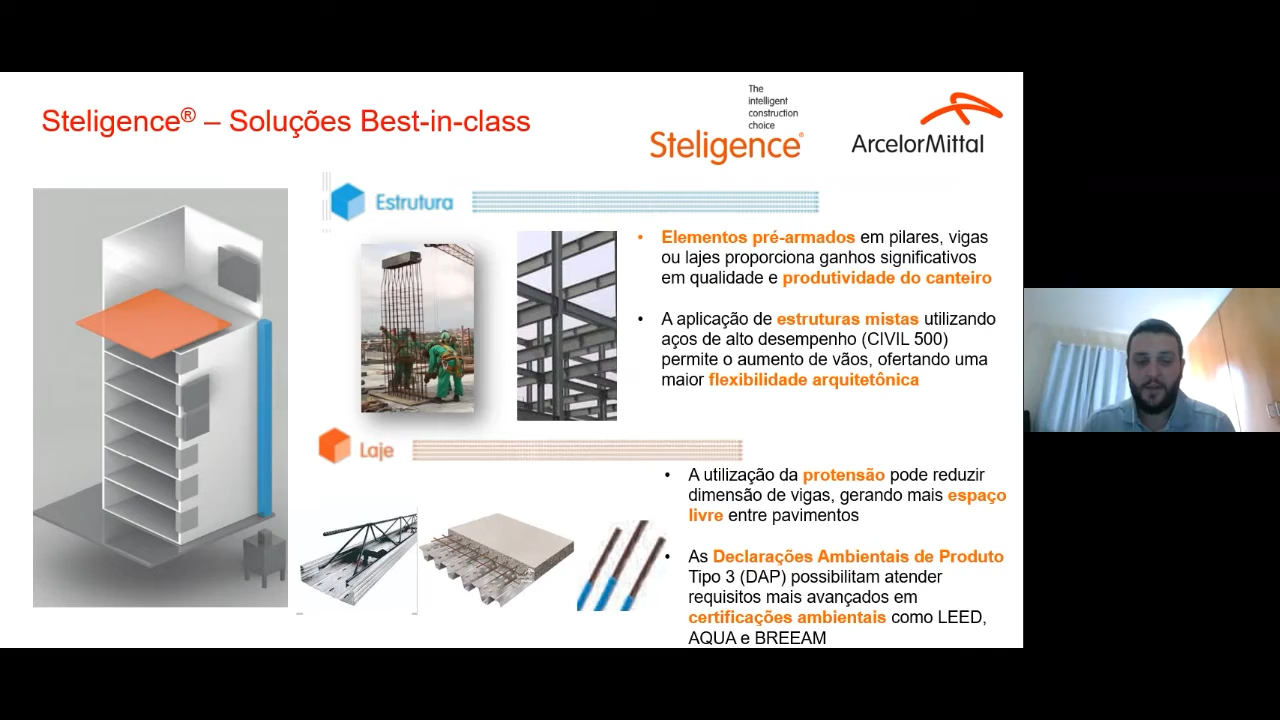 Steligence® – Soluções Best-in-class
The
intelligent
construction
choice
Steligence®
ArcelorMittal
Estrutura
• Elementos pré-armados em pilares, vigas
ou lajes proporciona ganhos significativos
em qualidade e produtividade do canteiro
• A aplicação de estruturas mistas utilizando
aços de alto desempenho (CIVIL 500)
permite o aumento de vãos, ofertando uma
maior flexibilidade arquitetônica
Laje
• A utilização da protensão pode reduzir
dimensão de vigas, gerando mais espaço
livre entre pavimentos
• As Declarações Ambientais de Produto
Tipo 3 (DAP) possibilitam atender
requisitos mais avançados em
certificações ambientais como LEED,
AQUA e BREEAM